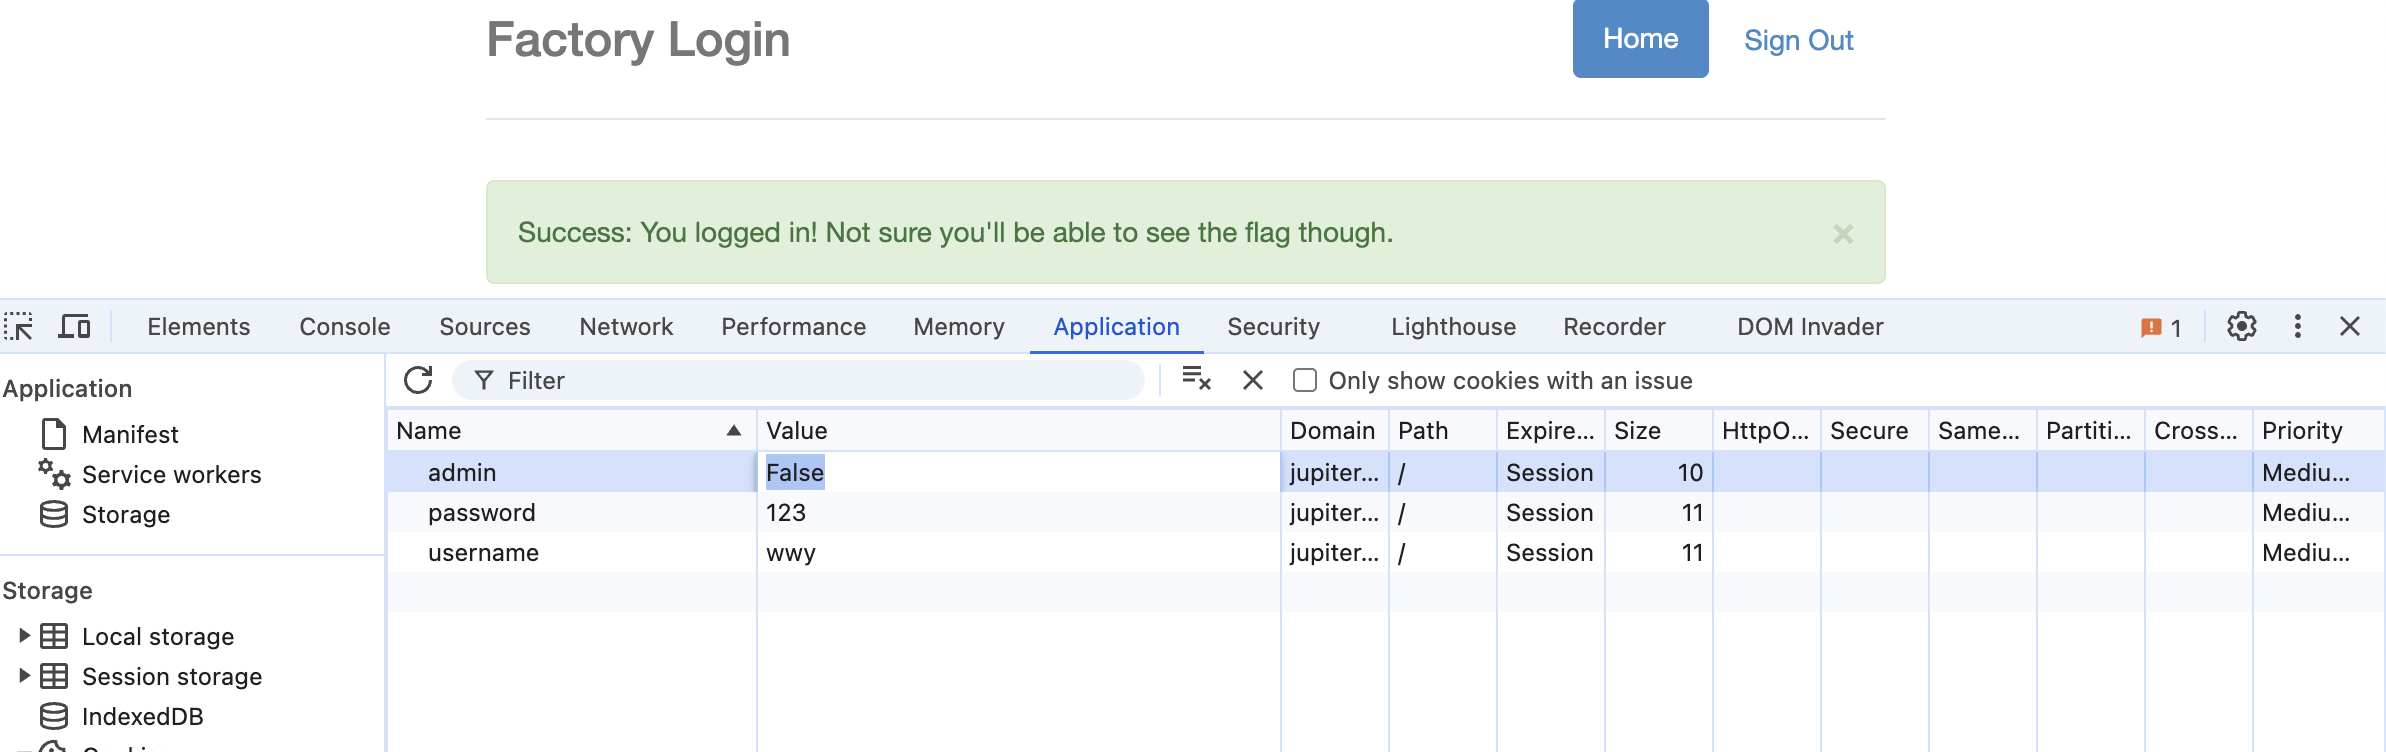 Factory Login
Home
Sign Out
Success: You logged in! Not sure you'll be able to see the flag though.
×
Elements Console Sources Network Performance Memory Application Security Lighthouse Recorder DOM Invader 1
Application
Manifest
Service workers
Storage
Storage
Local storage
Session storage
IndexedDB
Filter
Only show cookies with an issue
Name Value Domain Path Expire... Size HttpO... Secure Same... Partiti... Cross... Priority
admin False jupiter... / Session 10 Mediu...
password 123 jupiter... / Session 11 Mediu...
username wwy jupiter... / Session 11 Mediu...